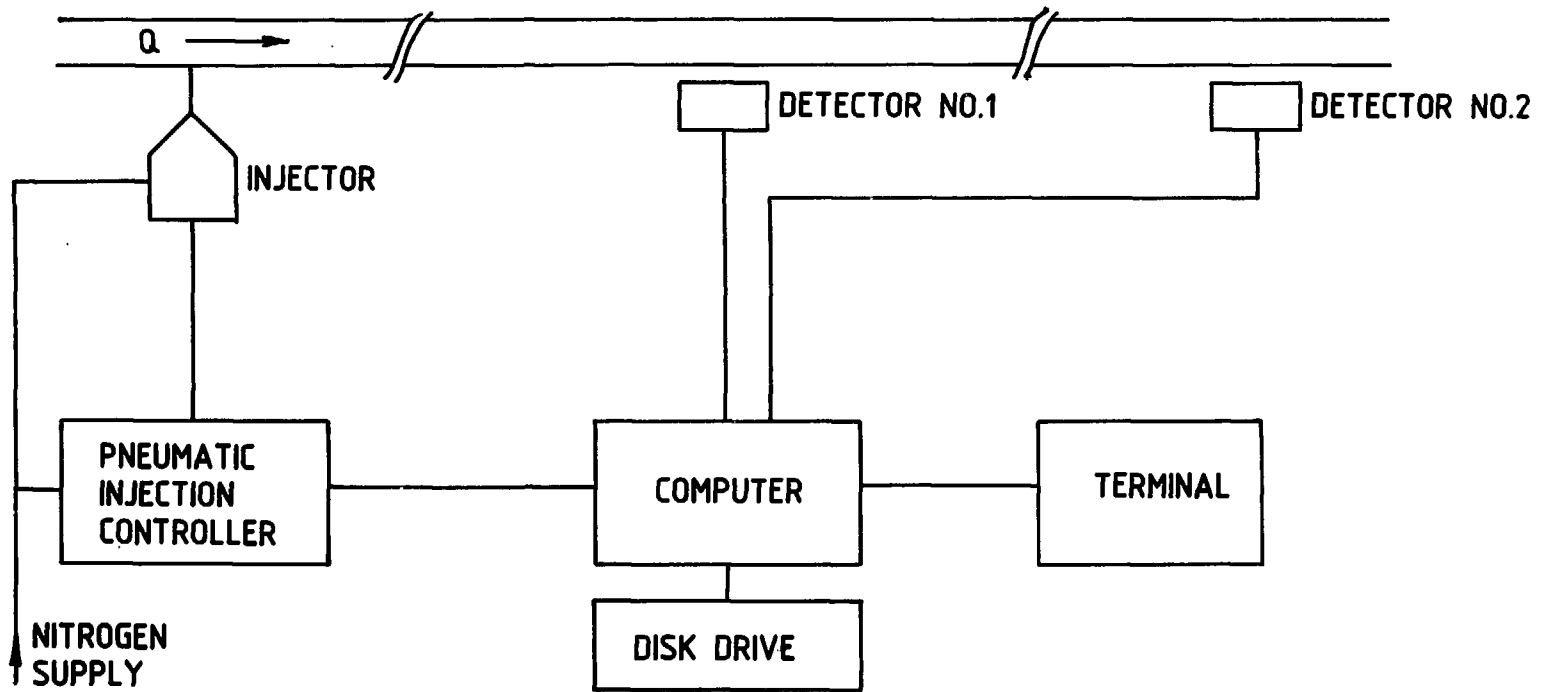 Q
DETECTOR NO.1
DETECTOR NO.2
INJECTOR
PNEUMATIC
INJECTION
CONTROLLER
COMPUTER
TERMINAL
NITROGEN
SUPPLY
DISK DRIVE